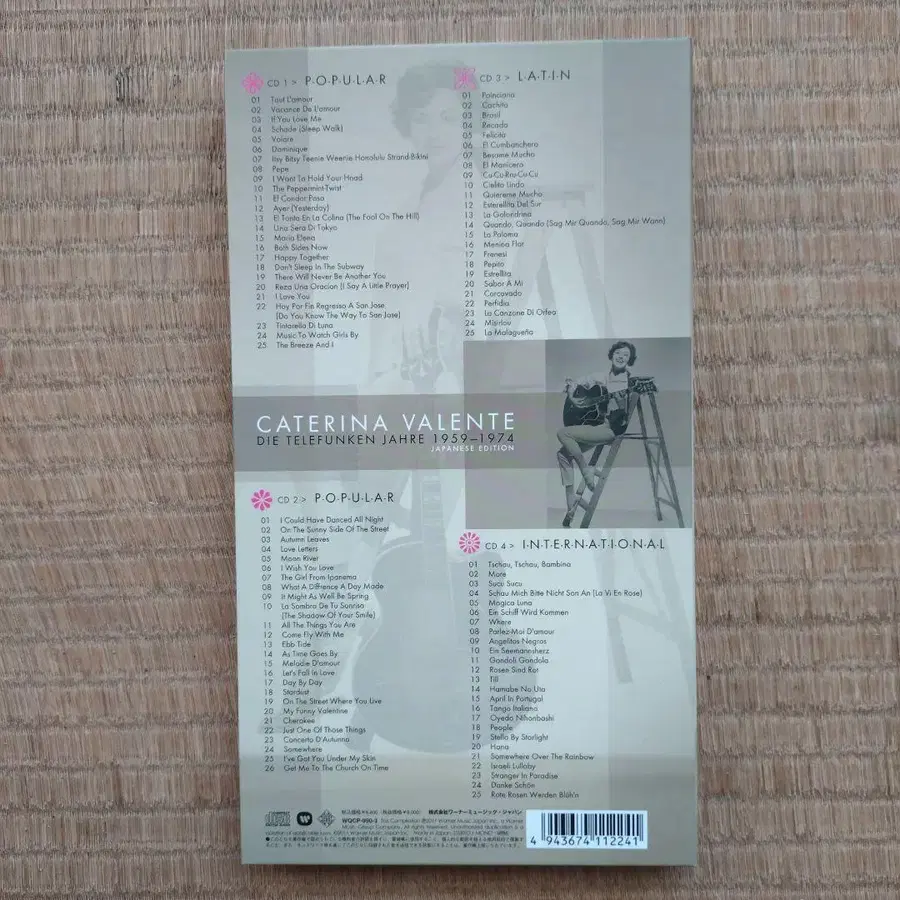 CD 1 > P·O·P·U·L·A·R
01 Tout L'amour
02 Viacance De L'amour
03 If You Love Me
04 Schade (Sleep Walk)
05 Volare
06 Dominique
07 Itsy Bitsy Teenie Weenie Honolulu Strand-Bikini
08 Pepe
09 I Want To Hold Your Hnad
10 The Peppermint-Twist
11 El Condor Pasa
12 Ayer (Yesterday)
13 El Tonto En La Colina (The Fool On The Hill)
14 Una Sera Di Tokyo
15 Maria Elena
16 Both Sides Now
17 Happy Together
18 Don't Sleep In The Subway
19 There Will Never Be Another You
20 Reza Una Oracion (I Say A Little Prayer)
21 I Love You
22 Hoy Por Fin Regresso A San Jose
(Do You Know The Way To San Jose)
23 Tintarella Di Luna
24 Music To Watch Girls By
25 The Breeze And I
CD 3 > L·A·T·I·N
01 Poinciana
02 Cachito
03 Brasil
04 Recado
05 Felicita
06 El Cumbanchero
07 Besame Mucho
08 El Manicero
09 Cu-Cu-Rru-Cu-Cu
10 Cielito Lindo
11 Quiereme Mucho
12 Estarellita Del Sur
13 La Golondrina
14 Quando, Quando (Sag Mir Quando, Sag Mir Wann)
15 La Paloma
16 Menina Flor
17 Frenesi
18 Pepito
19 Estrellita
20 Sabor A Mi
21 Corcovado
22 Perfidia
23 La Canzone Di Orfeo
24 Misirlou
25 La Malagueña
CATERINA VALENTE
DIE TELEFUNKEN JAHRE 1959–1974
JAPANESE EDITION
CD 2 > P·O·P·U·L·A·R
01 I Could Have Danced All Night
02 On The Sunny Side Of The Street
03 Autumn Leaves
04 Love Letters
05 Moon River
06 I Wish You Love
07 The Girl From Ipanema
08 What A Diffrence A Day Made
09 It Might As Well Be Spring
10 La Sombra De Tu Sonrisa
(The Shadow Of Your Smile)
11 All The Things You Are
12 Come Fly With Me
13 Ebb Tide
14 As Time Goes By
15 Melodie D'amour
16 Let's Fall in Love
17 Day By Day
18 Stardust
19 On The Street Where You Live
20 My Funny Valentine
21 Cherokee
22 Just One Of Those Things
23 Concerto D'Autunno
24 Somewhere
25 I've Got You Under My Skin
26 Get Me To The Church On Time
CD 4 > I·N·T·E·R·N·A·T·I·O·N·A·L
01 Tschau, Tschau, Bambina
02 More
03 Sucu Sucu
04 Schau Mich Bitte Nicht Son An (La Vi En Rose)
05 Magica Luna
06 Ein Schiff Wird Kommen
07 Where
08 Parlez-Moi D'amour
09 Angelitos Negros
10 Ein Seemannsherz
11 Gondoli Gondola
12 Rosen Sind Rot
13 Till
14 Hamabe No Uta
15 April In Portugal
16 Tango Italiano
17 Oyedo Nihonbashi
18 People
19 Stella By Starlight
20 Hana
21 Somewhere Over The Rainbow
22 Israeli Lullaby
23 Stranger In Paradise
24 Danke Schön
25 Rote Rosen Werden Blüh'n
株式会社ワーナーミュージック・ジャパン
WQCP-990-3
4 943674 112241